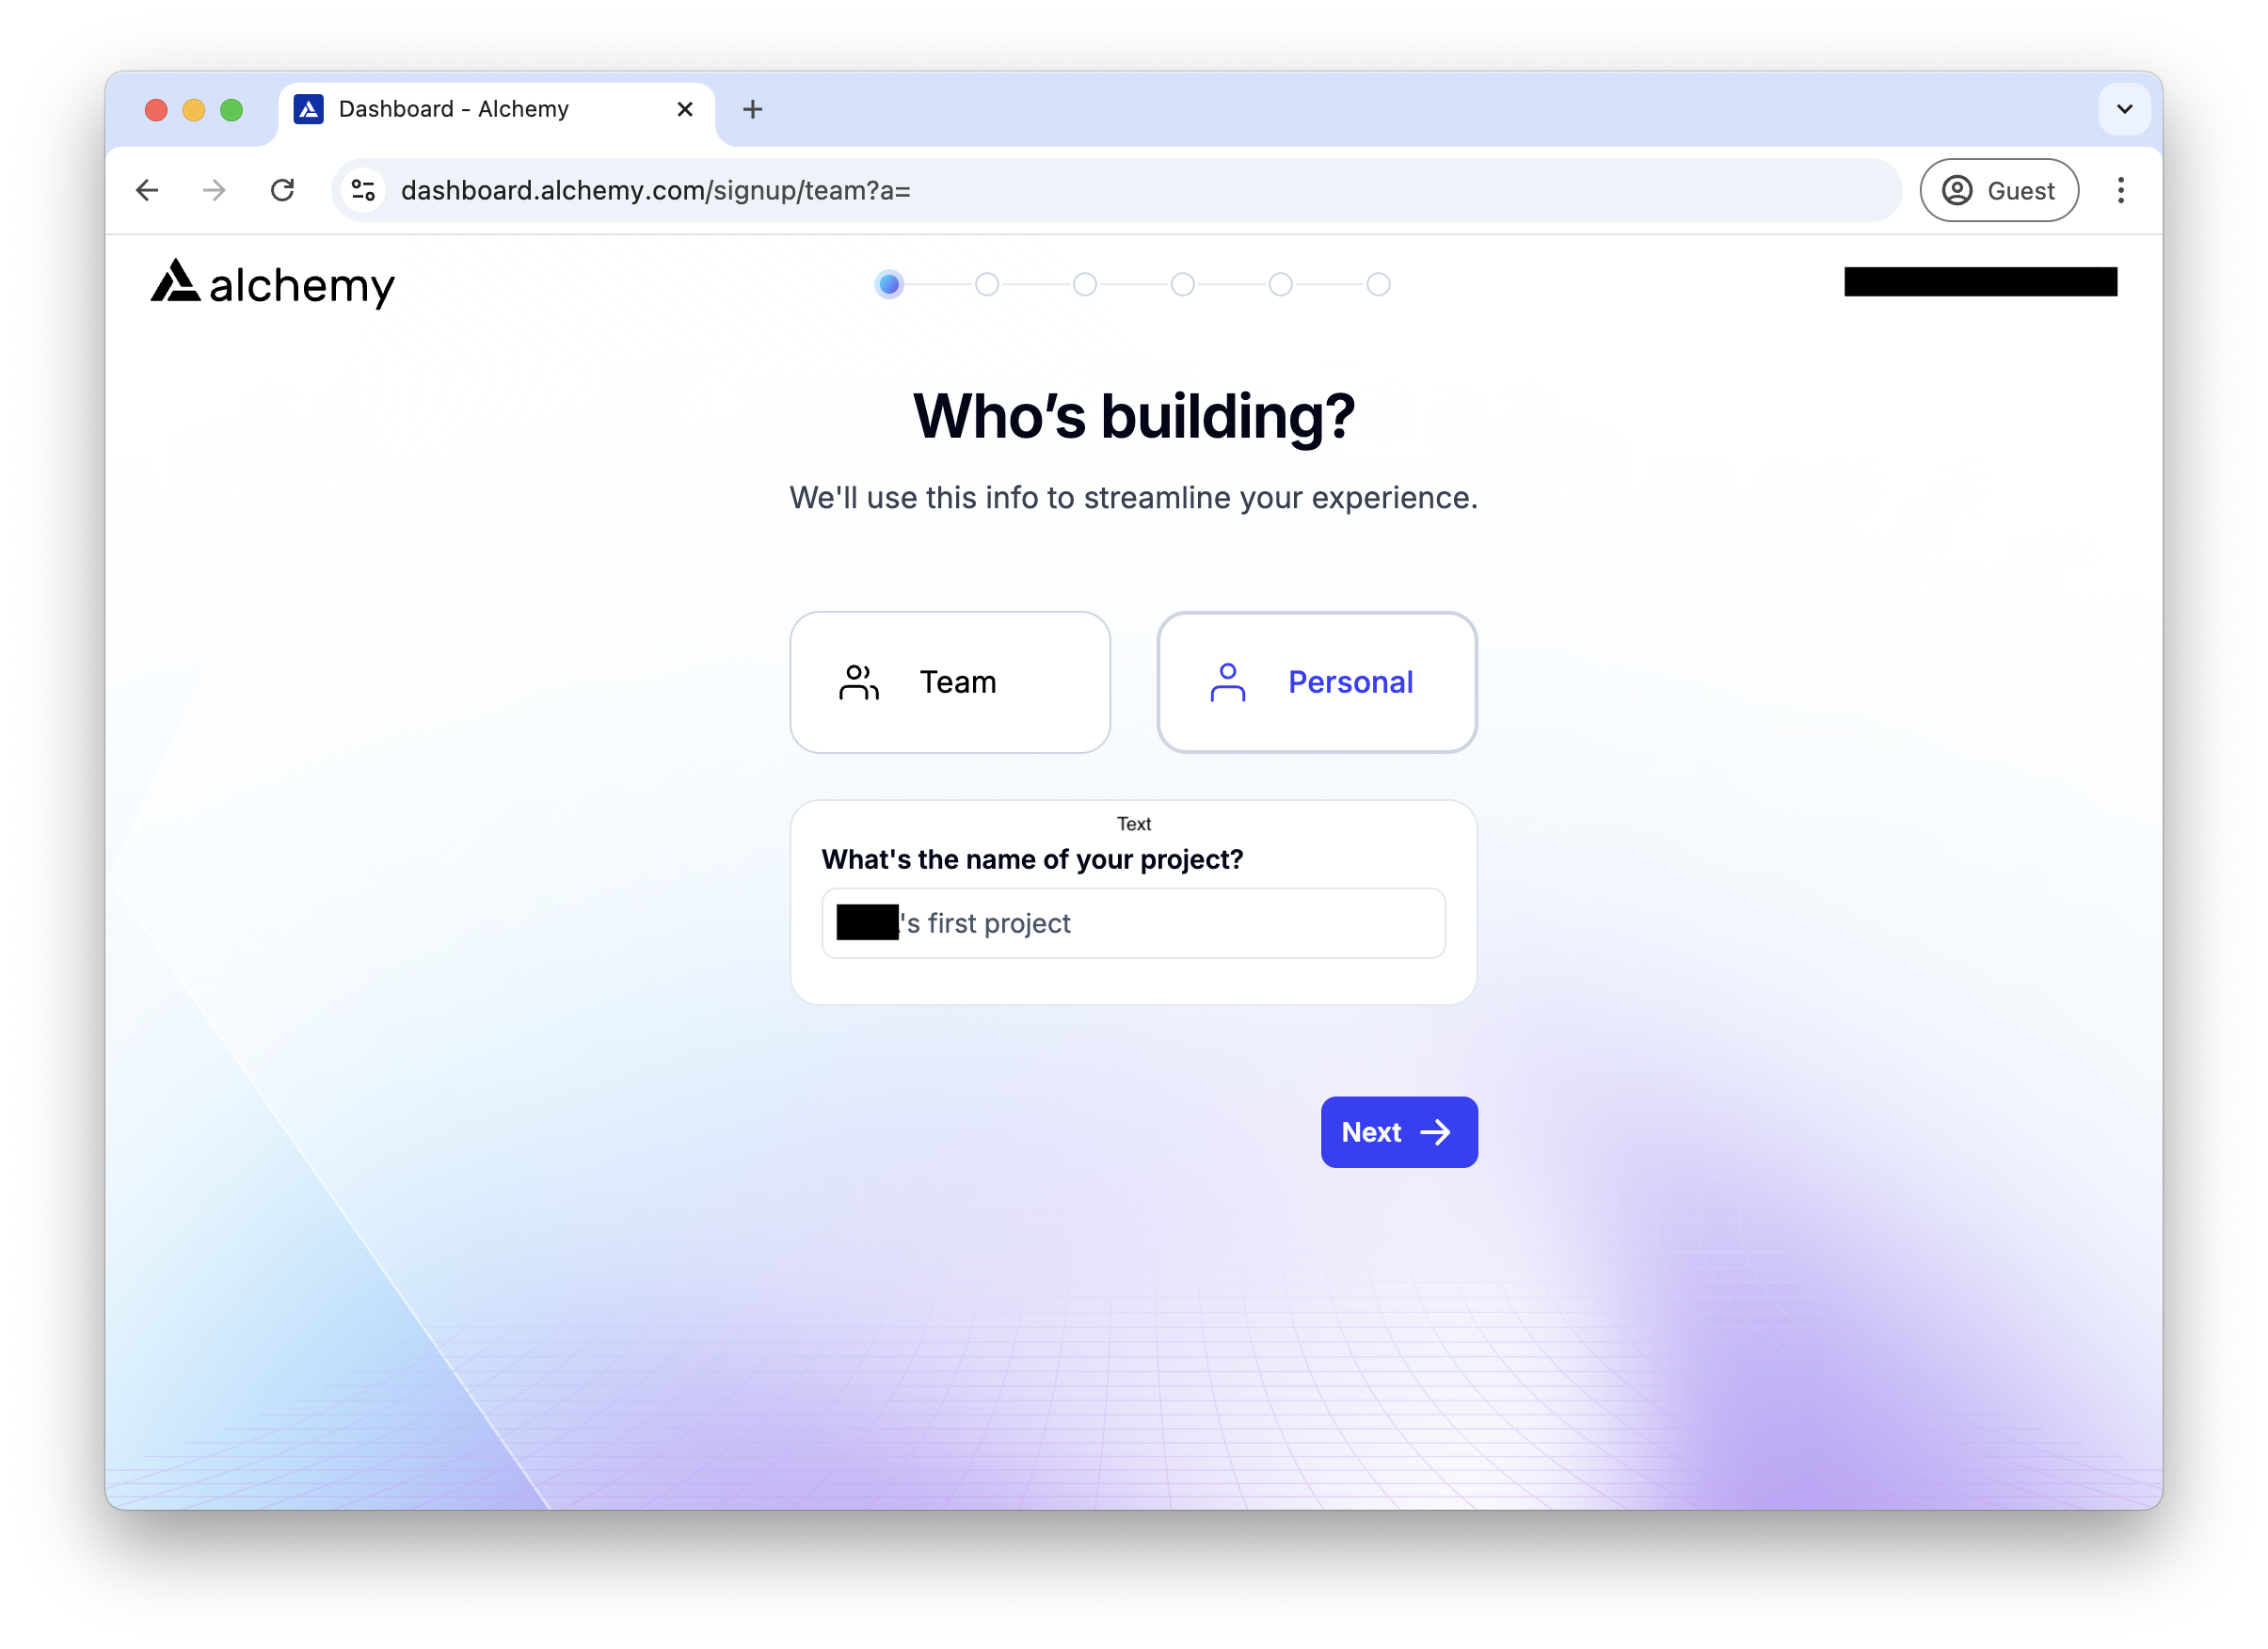 Dashboard - Alchemy
dashboard.alchemy.com/signup/team?a=
Guest
alchemy
Who’s building?
We'll use this info to streamline your experience.
Team
Personal
Text
What's the name of your project?
's first project
Next